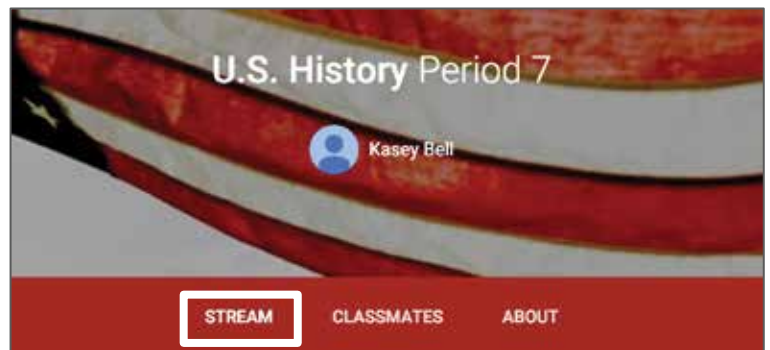 U.S. History Period 7
Kasey Bell
STREAM CLASSMATES ABOUT